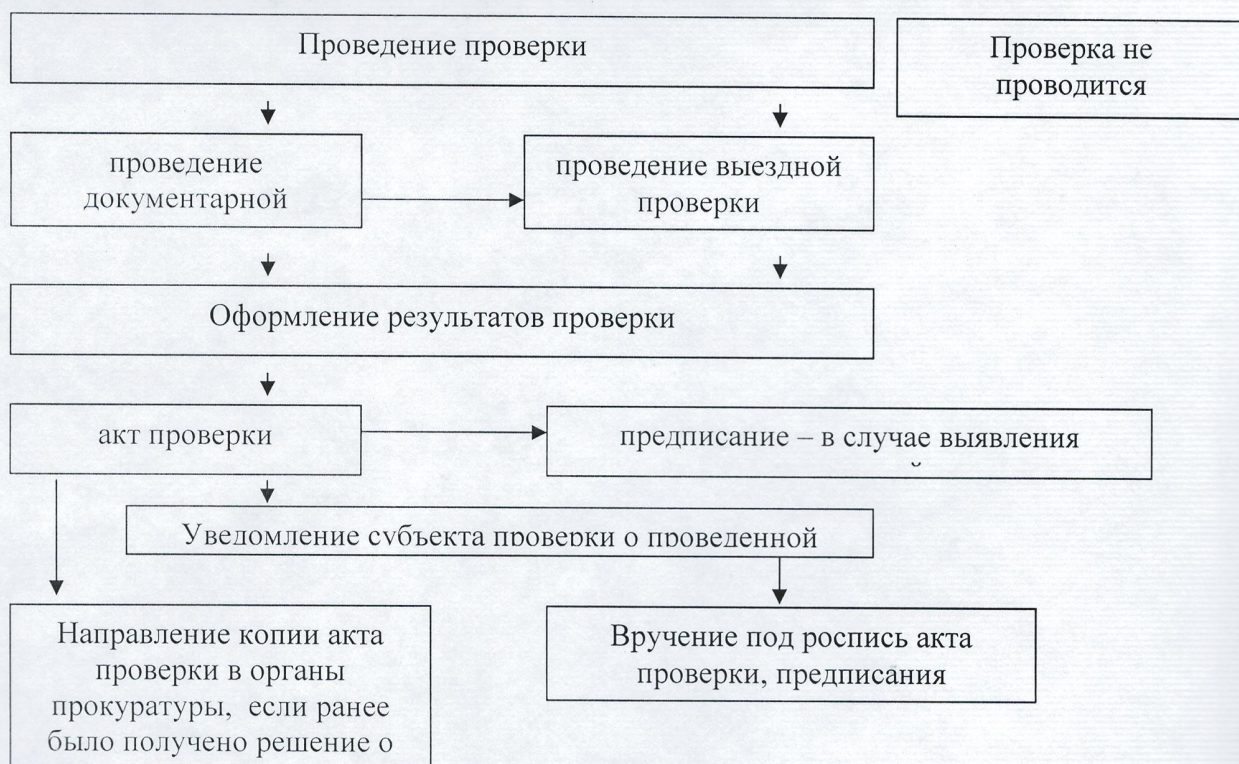 Проведение проверки
Проверка не
проводится
проведение
документарной
проведение выездной
проверки
Оформление результатов проверки
акт проверки
предписание – в случае выявления
Уведомление субъекта проверки о проведенной
Направление копии акта
проверки в органы
прокуратуры, если ранее
было получено решение о
Вручение под роспись акта
проверки, предписания